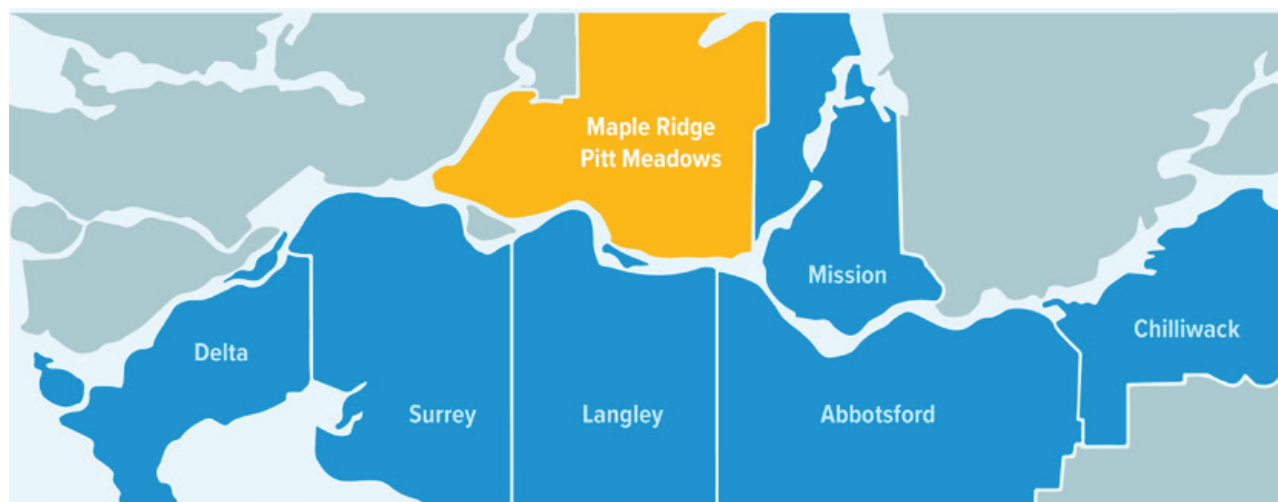 Maple Ridge
Pitt Meadows
Mission
Chilliwack
Delta
Surrey
Langley
Abbotsford